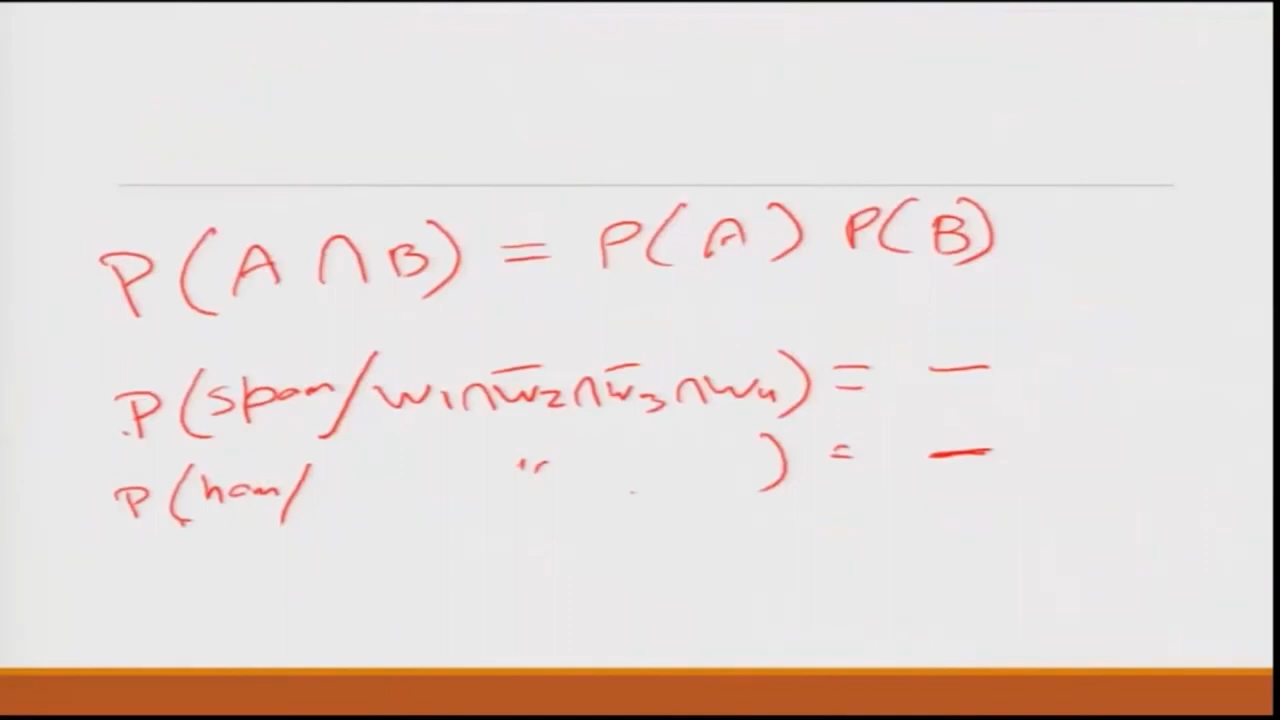 P(A ∩ B) = P(A) P(B)
P(spam/w₁∩w̅₂∩w̅₃∩w₄) = —
P(ham/ " ) = —